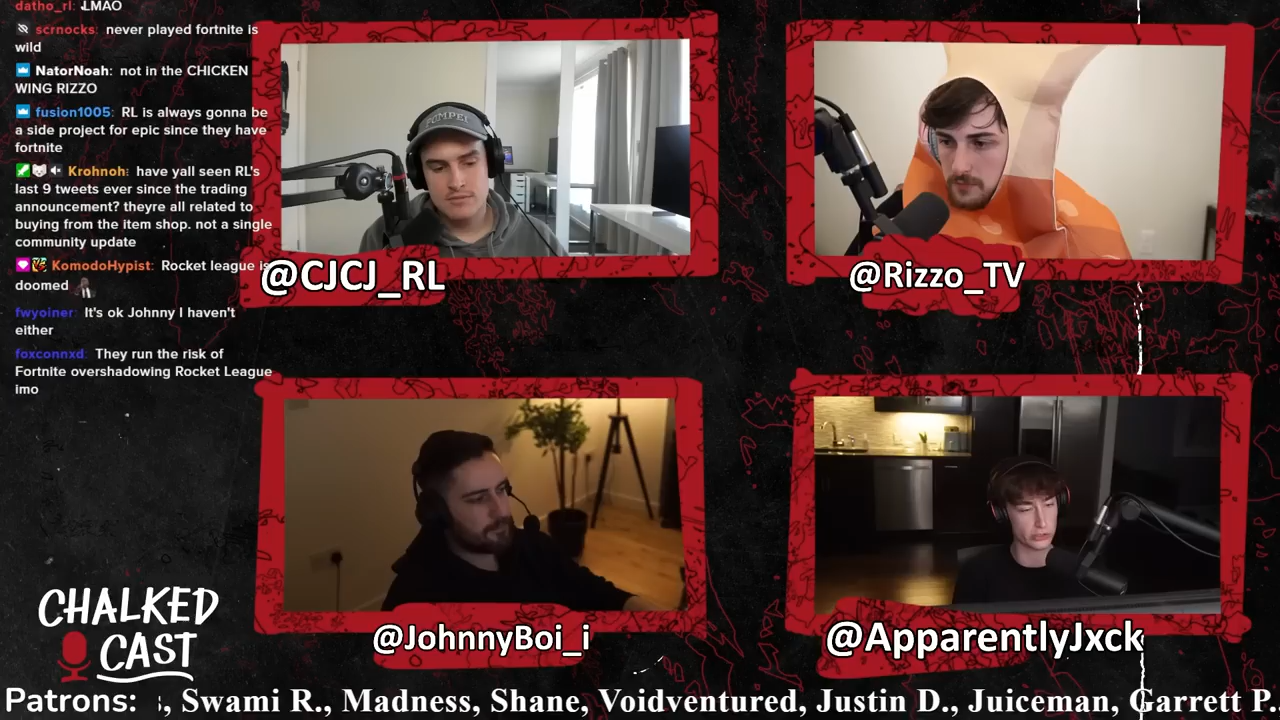 datho_rl: LMAO
scrnocks: never played fortnite is
wild
NatorNoah: not in the CHICKEN
WING RIZZO
fusion1005: RL is always gonna be
a side project for epic since they have
fortnite
Krohnoh: have yall seen RL's
last 9 tweets ever since the trading
announcement? theyre all related to
buying from the item shop. not a single
community update
KomodoHypist: Rocket league is
doomed
fwyoiner: It's ok Johnny I haven't
either
foxconnxd: They run the risk of
Fortnite overshadowing Rocket League
imo
POMPEI
@CJCJ_RL
@Rizzo_TV
@JohnnyBoi_i
@ApparentlyJxck
CHALKED
CAST
Patrons: , Swami R., Madness, Shane, Voidventured, Justin D., Juiceman, Garrett P.